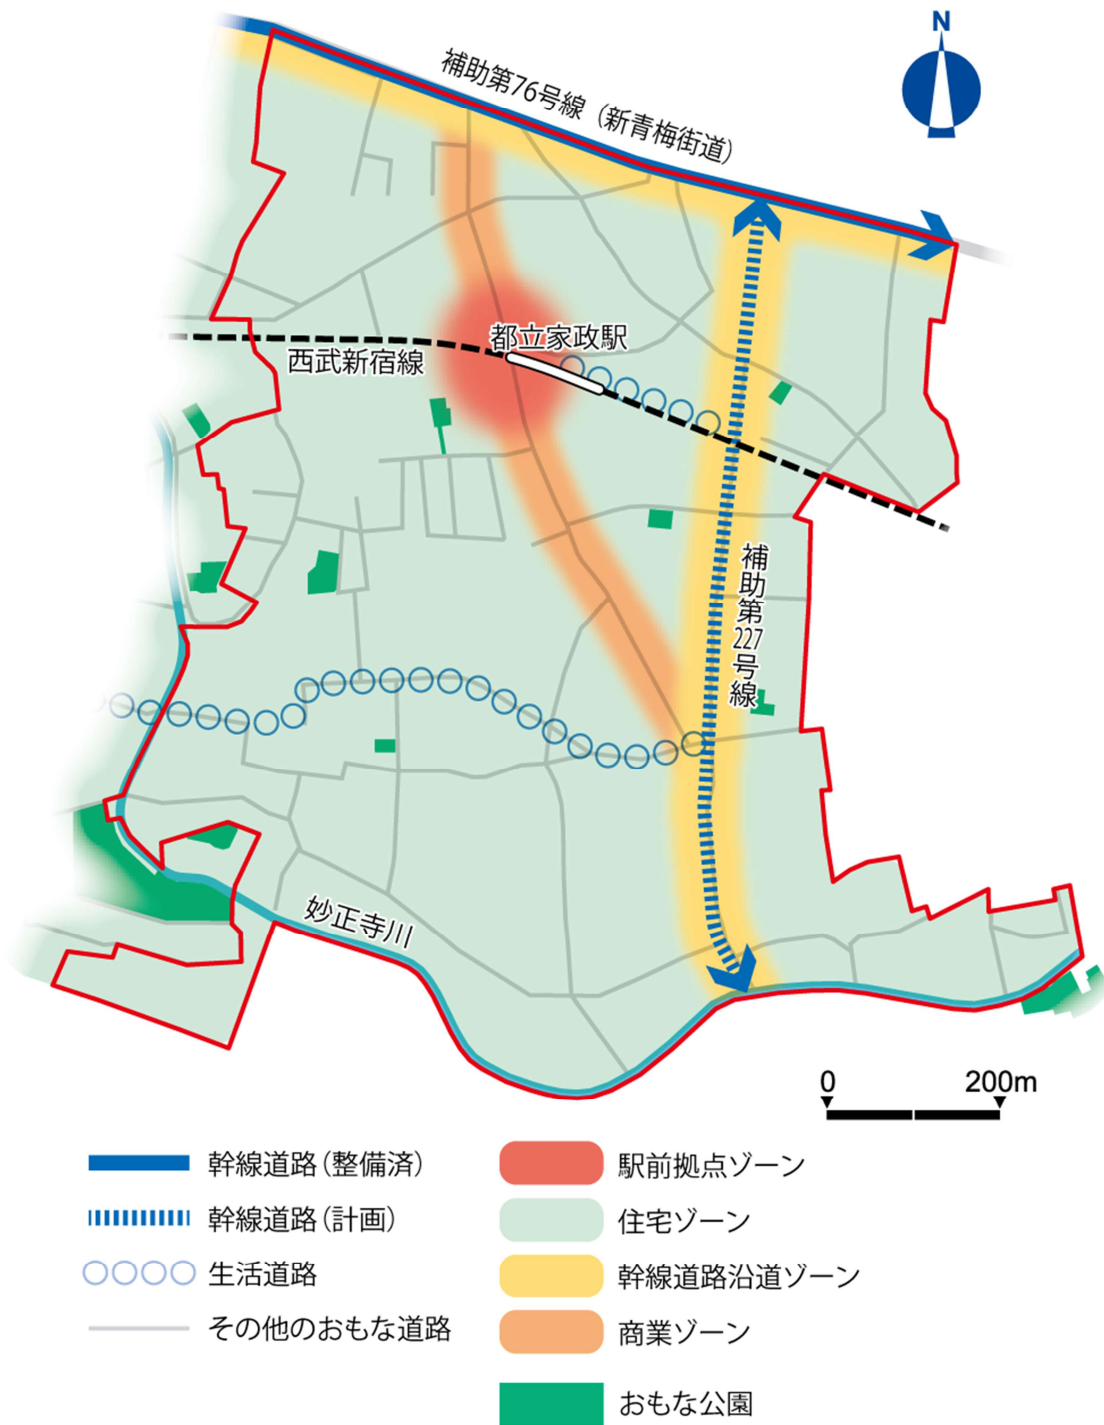 N
補助第76号線（新青梅街道）
都立家政駅
西武新宿線
補助第227号線
妙正寺川
0 200m
幹線道路（整備済）
幹線道路（計画）
生活道路
その他のおもな道路
駅前拠点ゾーン
住宅ゾーン
幹線道路沿道ゾーン
商業ゾーン
おもな公園